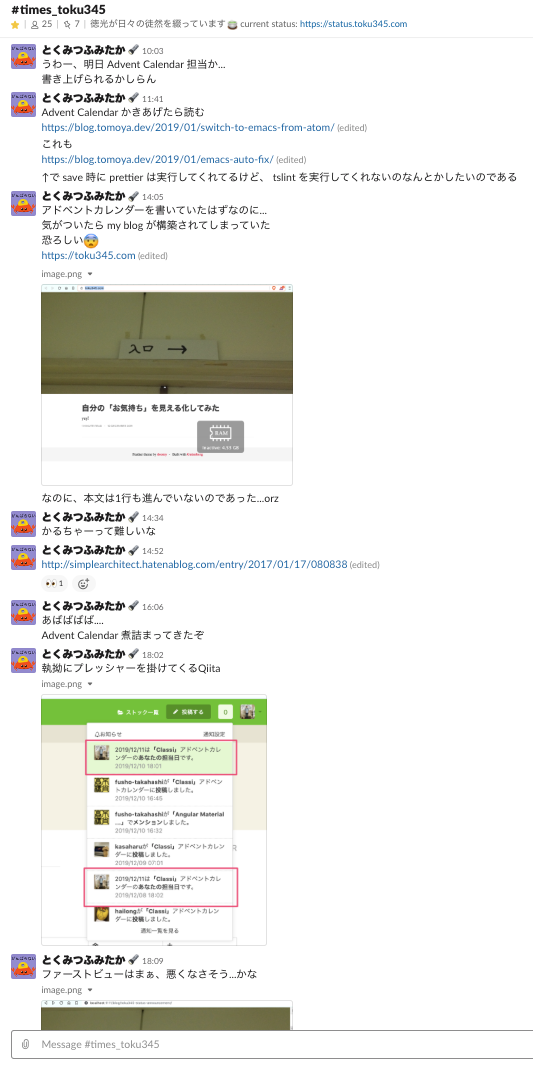 #times_toku345
25 | 7 | 徳光が日々の徒然を綴っています current status: https://status.toku345.com
とくみつふみたか 10:03
うわー、明日 Advent Calendar 担当か...
書き上げられるかしらん
とくみつふみたか 11:41
Advent Calendar かきあげたら読む
https://blog.tomoya.dev/2019/01/switch-to-emacs-from-atom/ (edited)
これも
https://blog.tomoya.dev/2019/01/emacs-auto-fix/ (edited)
↑で save 時に prettier は実行してくれてるけど、 tslint を実行してくれないのなんとかしたいのである
とくみつふみたか 14:05
アドベントカレンダーを書いていたはずなのに...
気がついたら my blog が構築されてしまっていた
恐ろしい
https://toku345.com (edited)
image.png
入口 →
自分の「お気持ち」を見える化してみた
RAM
なのに、本文は1行も進んでいないのであった...orz
とくみつふみたか 14:34
かるちゃーって難しいな
とくみつふみたか 14:52
http://simplearchitect.hatenablog.com/entry/2017/01/17/080838 (edited)
1
とくみつふみたか 16:06
あばばばば....
Advent Calendar 煮詰まってきたぞ
とくみつふみたか 18:02
執拗にプレッシャーを掛けてくるQiita
image.png
ストック一覧 投稿する 0
お知らせ 通知設定
2019/12/11は「Classi」アドベントカレ
ンダーのあなたの担当日です。
2019/12/10 18:01
fusho-takahashiが「Classi」アドベン
トカレンダーに投稿しました。
2019/12/10 16:45
fusho-takahashiが「Angular Material
...」でメンションしました。
2019/12/10 16:32
kasaharuが「Classi」アドベントカレン
ダーに投稿しました。
2019/12/09 07:01
2019/12/11は「Classi」アドベントカレ
ンダーのあなたの担当日です。
2019/12/08 18:02
hailongが「Classi」アドベントカレン
ダーに投稿しました。
通知一覧を見る
とくみつふみたか 18:09
ファーストビューはまぁ、悪くなさそう...かな
image.png
Message #times_toku345